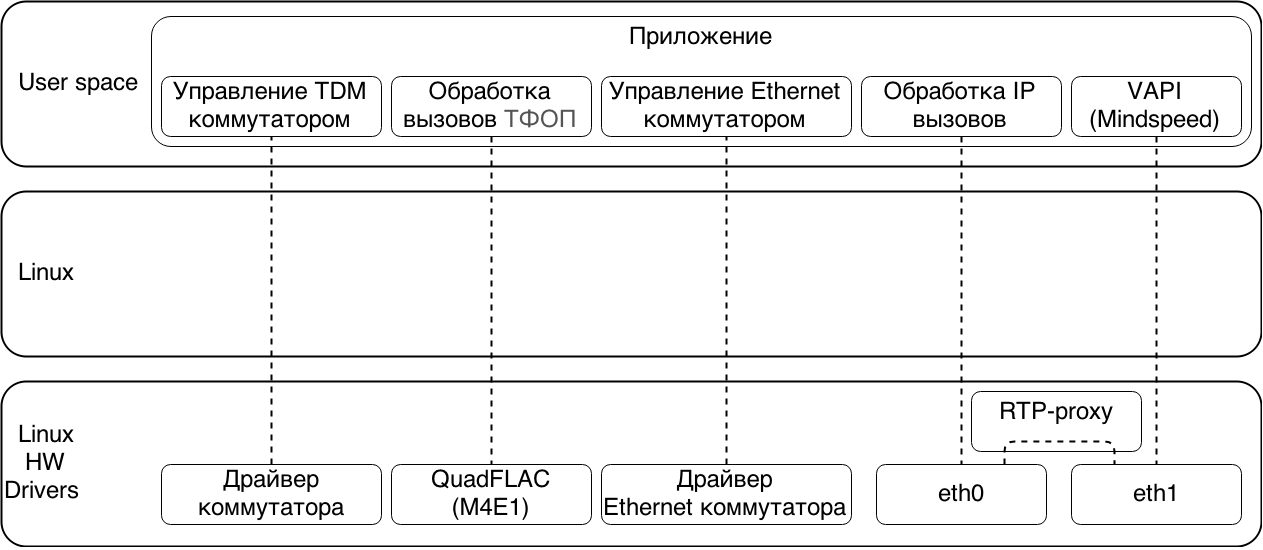 Приложение
User space
Управление TDM
коммутатором
Обработка
вызовов ТФОП
Управление Ethernet
коммутатором
Обработка IP
вызовов
VAPI
(Mindspeed)
Linux
Linux
HW
Drivers
RTP-proxy
Драйвер
коммутатора
QuadFLAC
(M4E1)
Драйвер
Ethernet коммутатора
eth0
eth1